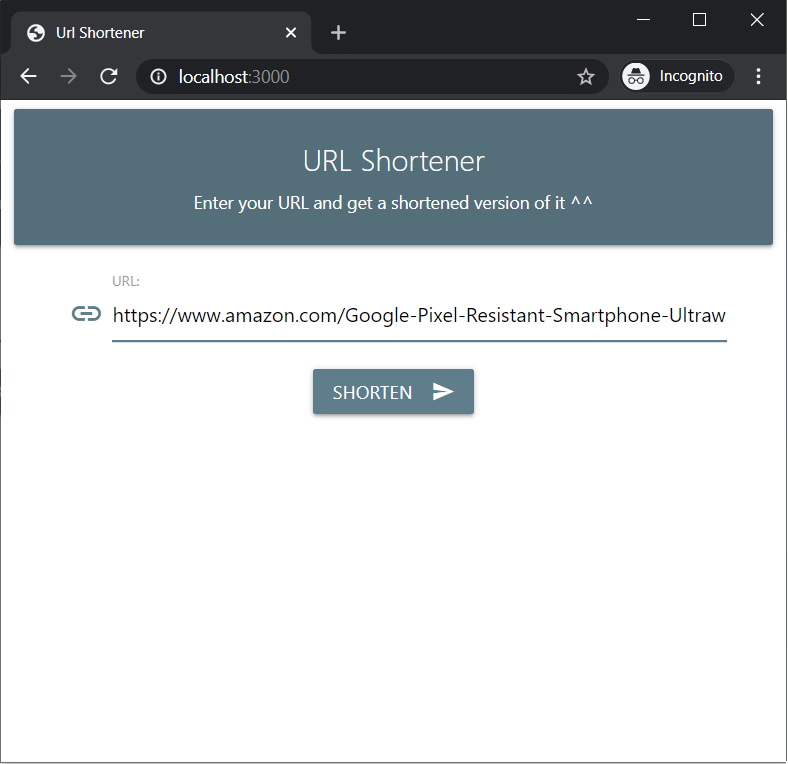 Url Shortener
localhost:3000
Incognito
URL Shortener
Enter your URL and get a shortened version of it ^^
URL:
https://www.amazon.com/Google-Pixel-Resistant-Smartphone-Ultraw
SHORTEN